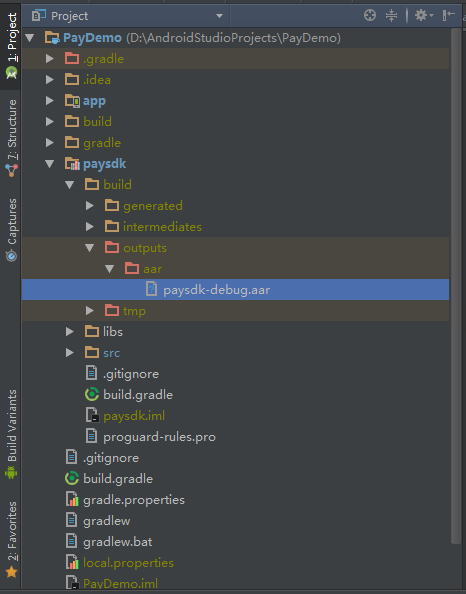 Project
PayDemo (D:\AndroidStudioProjects\PayDemo)
.gradle
.idea
app
build
gradle
paysdk
build
generated
intermediates
outputs
aar
paysdk-debug.aar
tmp
libs
src
.gitignore
build.gradle
paysdk.iml
proguard-rules.pro
.gitignore
build.gradle
gradle.properties
gradlew
gradlew.bat
local.properties
PayDemo.iml
1: Project
7: Structure
Captures
Build Variants
2: Favorites